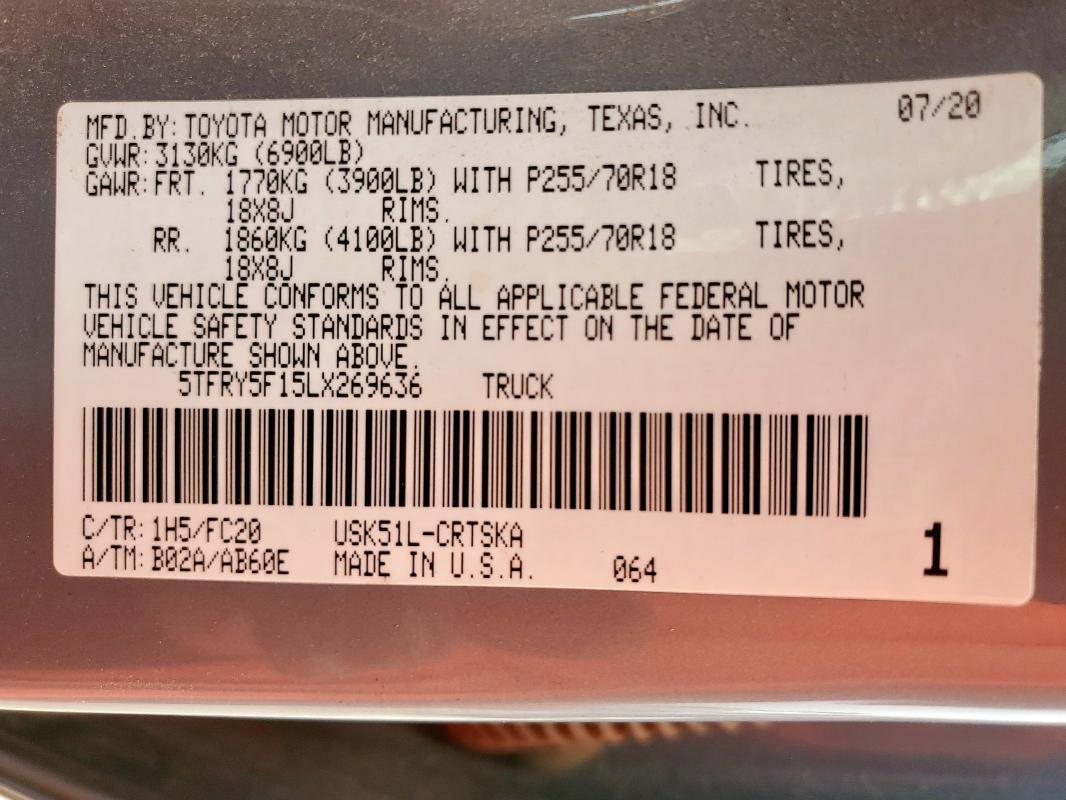 MFD.BY:TOYOTA MOTOR MANUFACTURING, TEXAS, INC. 07/20
GVWR:3130KG (6900LB)
GAWR:FRT. 1770KG (3900LB) WITH P255/70R18 TIRES,
18X8J RIMS.
RR. 1860KG (4100LB) WITH P255/70R18 TIRES,
18X8J RIMS.
THIS VEHICLE CONFORMS TO ALL APPLICABLE FEDERAL MOTOR
VEHICLE SAFETY STANDARDS IN EFFECT ON THE DATE OF
MANUFACTURE SHOWN ABOVE.
5TFRY5F15LX269636 TRUCK
C/TR:1H5/FC20 USK51L-CRTSKA
A/TM:B02A/AB60E MADE IN U.S.A. 064 1